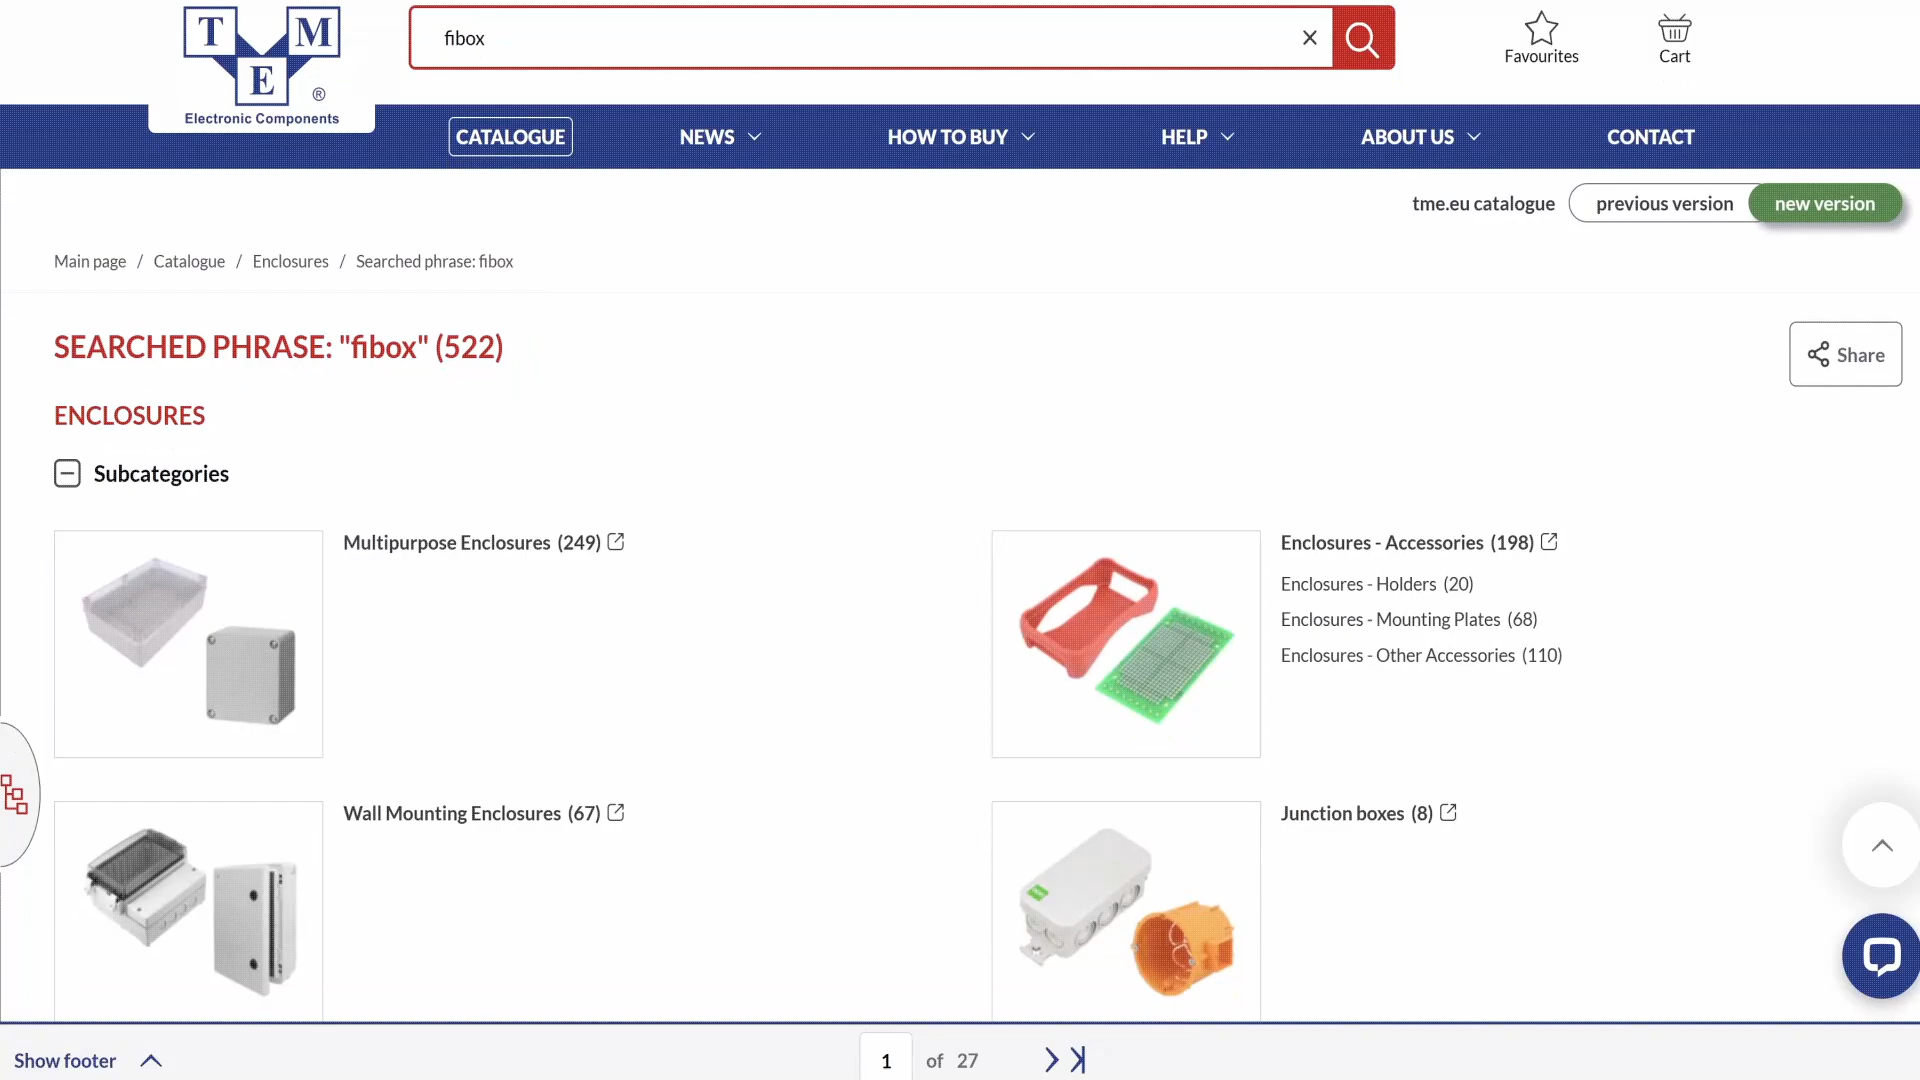 T M E ®
Electronic Components
fibox
Favourites
Cart
CATALOGUE NEWS HOW TO BUY HELP ABOUT US CONTACT
tme.eu catalogue previous version new version
Main page / Catalogue / Enclosures / Searched phrase: fibox
SEARCHED PHRASE: "fibox" (522)
Share
ENCLOSURES
Subcategories
Multipurpose Enclosures (249)
Enclosures - Accessories (198)
Enclosures - Holders (20)
Enclosures - Mounting Plates (68)
Enclosures - Other Accessories (110)
Wall Mounting Enclosures (67)
Junction boxes (8)
Show footer
1 of 27